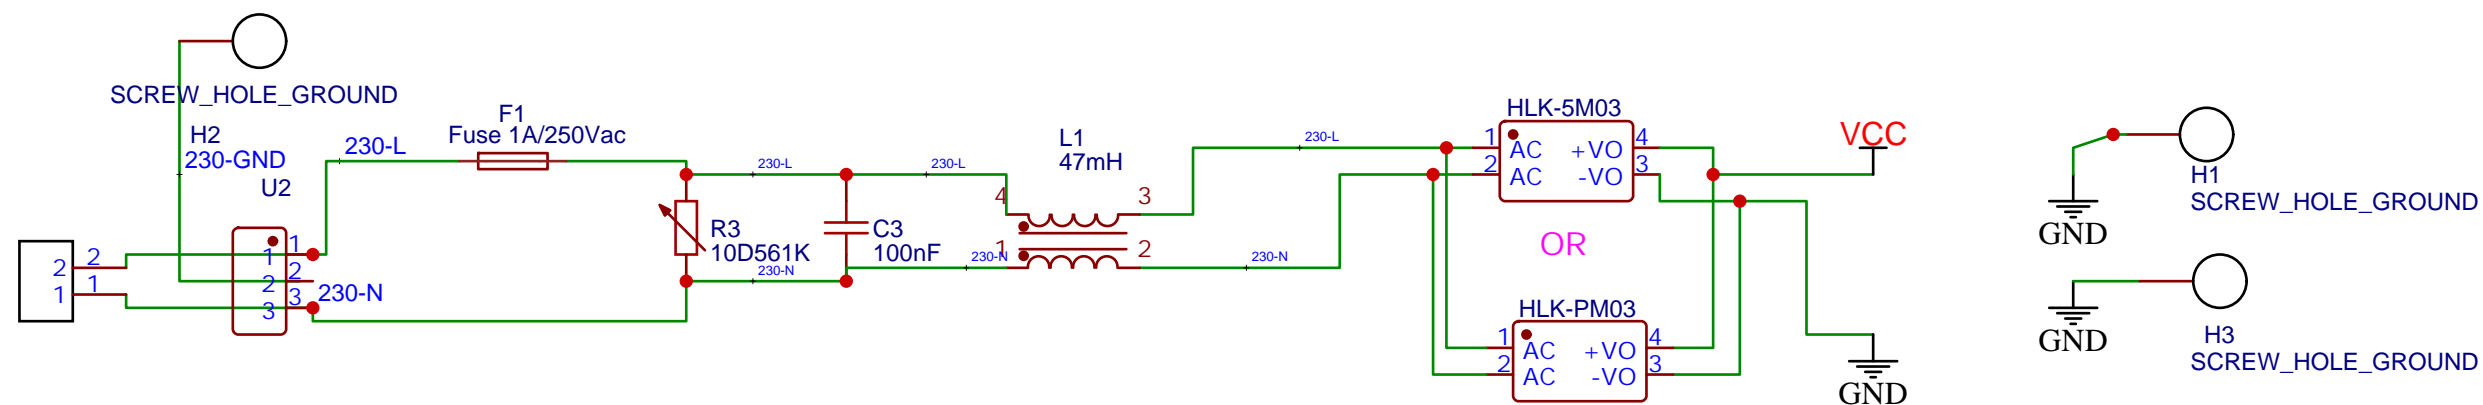 SCREW_HOLE_GROUND
H2
230-GND
U2
2 2
1 1
1 1
2 2
3 3
230-L
230-N
F1
Fuse 1A/250Vac
230-L
230-N
R3
10D561K
C3
100nF
230-L
230-N
L1
47mH
4 3
1 2
230-L
230-N
HLK-5M03
1 AC +VO 4
2 AC -VO 3
OR
HLK-PM03
1 AC +VO 4
2 AC -VO 3
VCC
GND
GND
H1
SCREW_HOLE_GROUND
GND
H3
SCREW_HOLE_GROUND